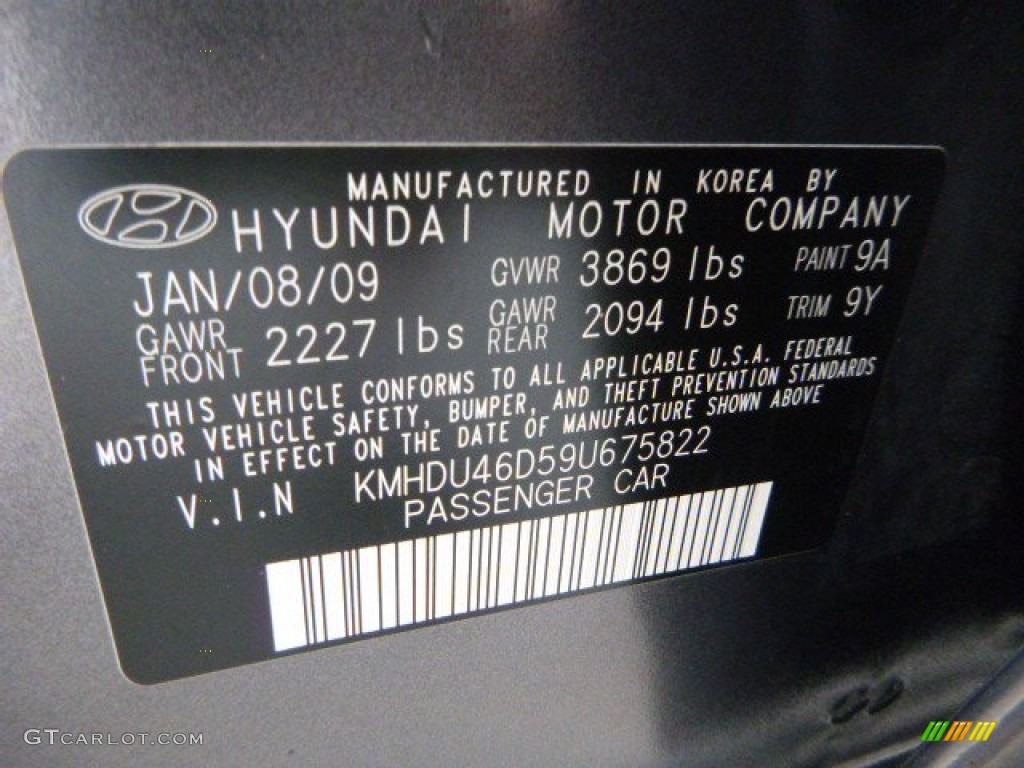 MANUFACTURED IN KOREA BY
HYUNDAI MOTOR COMPANY
JAN/08/09 GVWR 3869 lbs PAINT 9A
GAWR FRONT 2227 lbs GAWR REAR 2094 lbs TRIM 9Y
THIS VEHICLE CONFORMS TO ALL APPLICABLE U.S.A. FEDERAL
MOTOR VEHICLE SAFETY, BUMPER, AND THEFT PREVENTION STANDARDS
IN EFFECT ON THE DATE OF MANUFACTURE SHOWN ABOVE
V.I.N KMHDU46D59U675822
PASSENGER CAR
GTCARLOT.COM